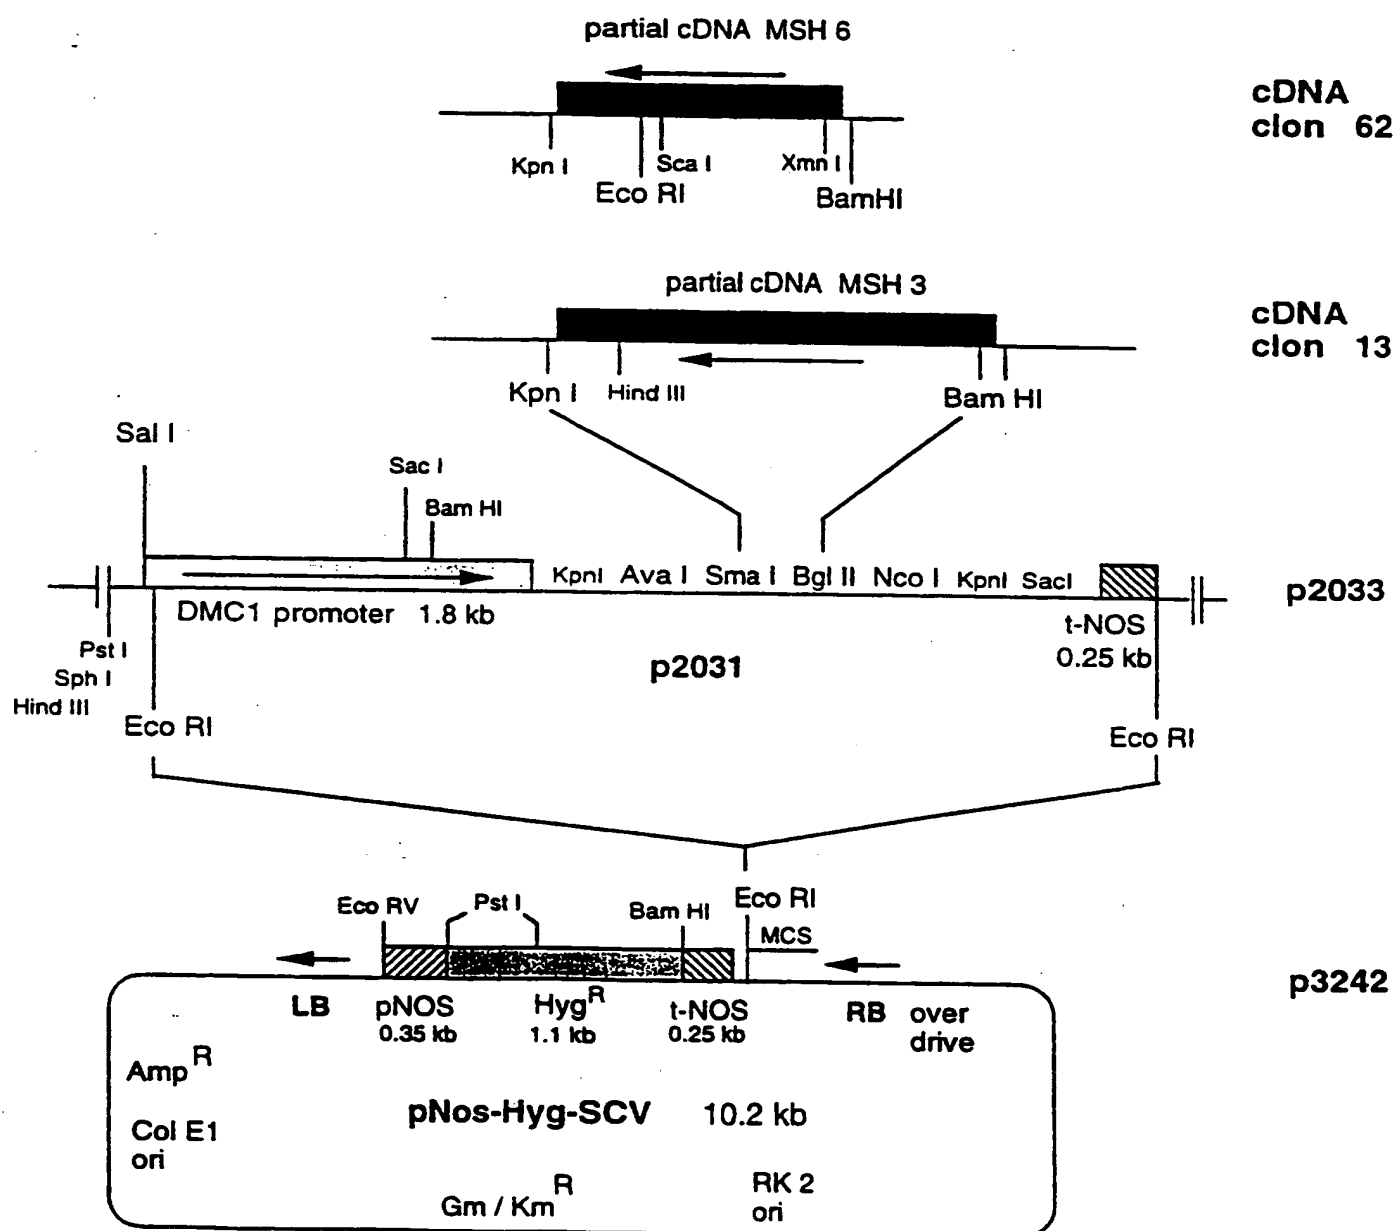 partial cDNA MSH 6
cDNA
clon 62
Kpn I
Sca I
Xmn I
Eco RI
BamHI
partial cDNA MSH 3
cDNA
clon 13
Kpn I
Hind III
Bam HI
Sal I
Sac I
Bam HI
KpnI Ava I Sma I Bgl II Nco I KpnI SacI
DMC1 promoter 1.8 kb
p2033
t-NOS
0.25 kb
Pst I
Sph I
Hind III
p2031
Eco RI
Eco RI
Eco RV
Pst I
Bam HI
Eco RI
MCS
p3242
LB
pNOS
0.35 kb
Hyg R
1.1 kb
t-NOS
0.25 kb
RB
over
drive
Amp R
pNos-Hyg-SCV 10.2 kb
Col E1
ori
Gm / Km R
RK 2
ori